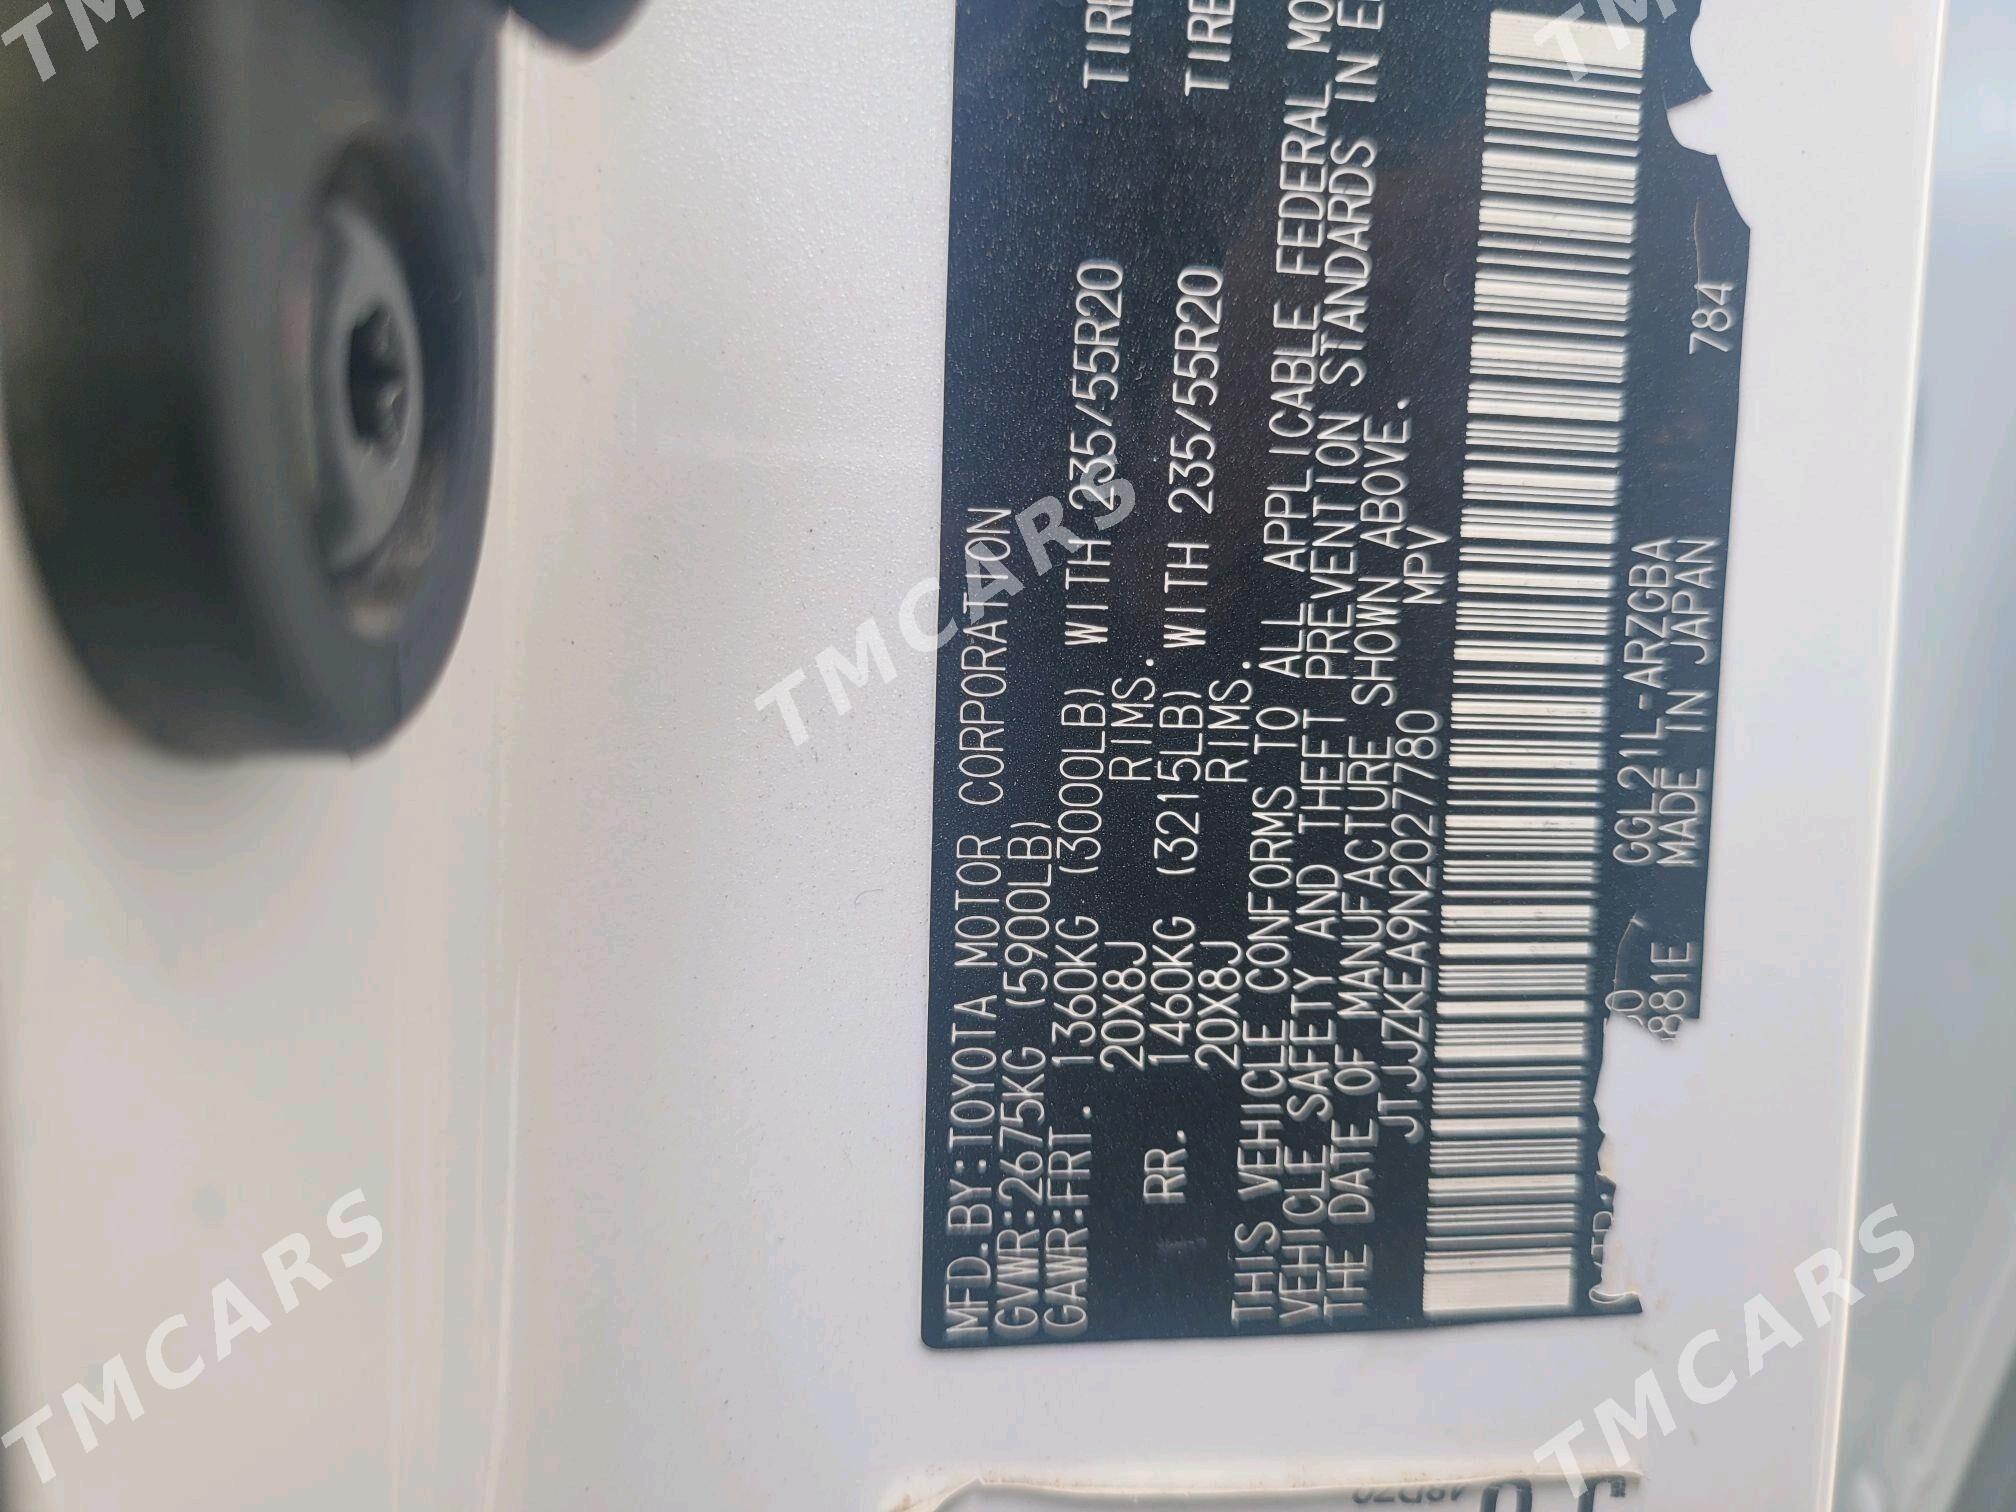 MFD.BY:TOYOTA MOTOR CORPORATION
GVWR:2675KG (5900LB)
GAWR:FRT. 1360KG (3000LB) WITH 235/55R20 TIRE
20X8J RIMS.
RR. 1460KG (3215LB) WITH 235/55R20 TIRE
20X8J RIMS.
THIS VEHICLE CONFORMS TO ALL APPLICABLE FEDERAL MO
VEHICLE SAFETY AND THEFT PREVENTION STANDARDS IN
THE DATE OF MANUFACTURE SHOWN ABOVE.
JTJJZKEA9N2027780 MPV
GGL21L-ARZGBA 784
881E MADE IN JAPAN
TMCARS
TMCARS
TMCARS